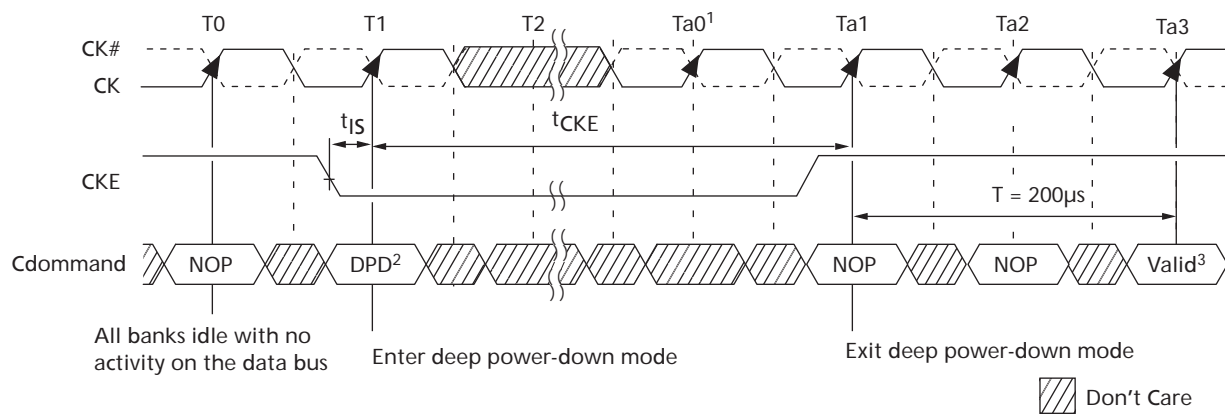 T0 T1 T2 Ta0¹ Ta1 Ta2 Ta3
CK#
CK
tIS tCKE
CKE
T = 200µs
Cdommand NOP DPD² NOP NOP Valid³
All banks idle with no
activity on the data bus
Enter deep power-down mode
Exit deep power-down mode
Don't Care